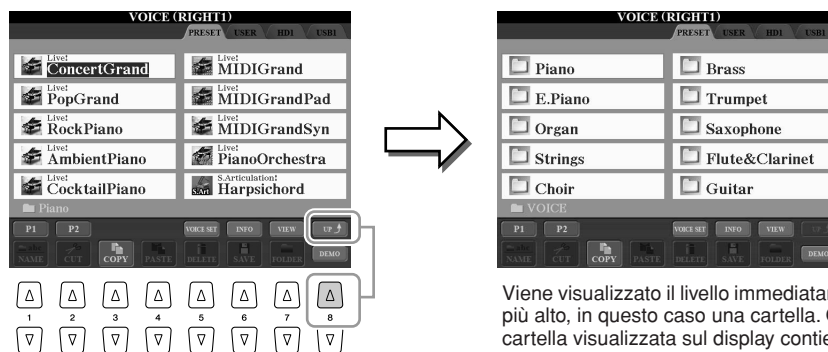 VOICE (RIGHT1)
PRESET USER HD1 USB1
Live! ConcertGrand
Live! MIDIGrand
Live! PopGrand
Live! MIDIGrandPad
Live! RockPiano
Live! MIDIGrandSyn
Live! AmbientPiano
Live! PianoOrchestra
Live! CocktailPiano
S.Articulation! Harpsichord
S.Art!
Piano
P1 P2 VOICE SET INFO VIEW UP
NAME CUT COPY PASTE DELETE SAVE FOLDER DEMO
1 2 3 4 5 6 7 8
VOICE (RIGHT1)
PRESET USER HD1 USB1
Piano
Brass
E.Piano
Trumpet
Organ
Saxophone
Strings
Flute&Clarinet
Choir
Guitar
VOICE
P1 P2 VOICE SET INFO VIEW UP
NAME CUT COPY PASTE DELETE SAVE FOLDER DEMO
Viene visualizzato il livello
più alto, in questo caso una cartella.
cartella visualizzata sul display